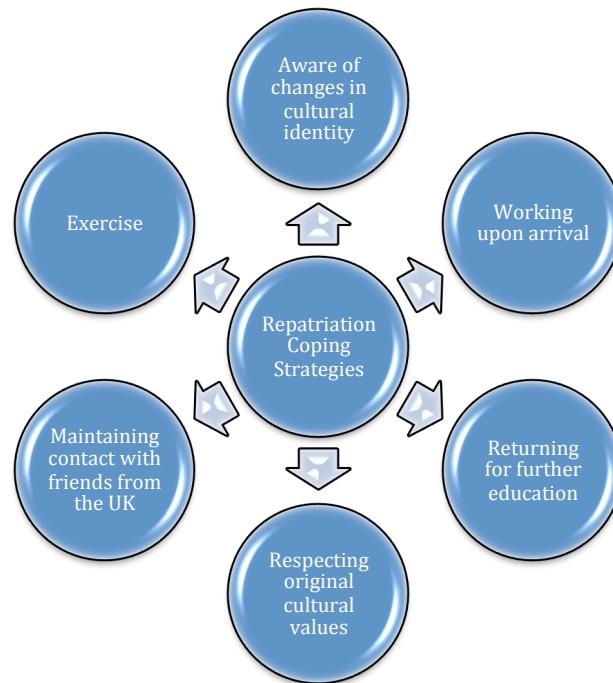 Aware of
changes in
cultural
identity
Exercise
Working
upon arrival
Repatriation
Coping
Strategies
Maintaining
contact with
friends from
the UK
Returning
for further
education
Respecting
original
cultural
values